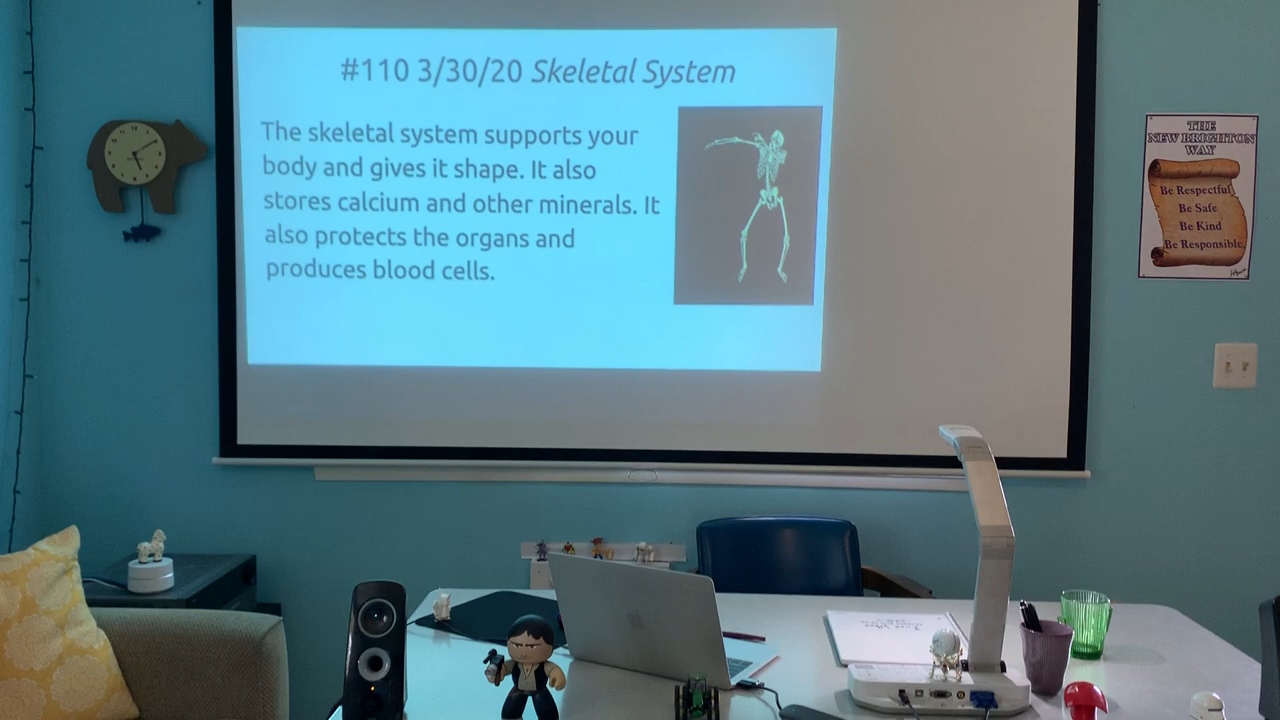 #110 3/30/20 Skeletal System
The skeletal system supports your
body and gives it shape. It also
stores calcium and other minerals. It
also protects the organs and
produces blood cells.
THE
NEW BRIGHTON
WAY
Be Respectful
Be Safe
Be Kind
Be Responsible